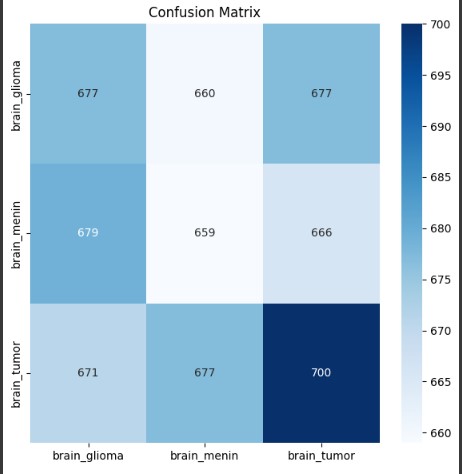 Confusion Matrix
brain_glioma
677 660 677
brain_menin
679 659 666
brain_tumor
671 677 700
brain_glioma brain_menin brain_tumor
700
695
690
685
680
675
670
665
660